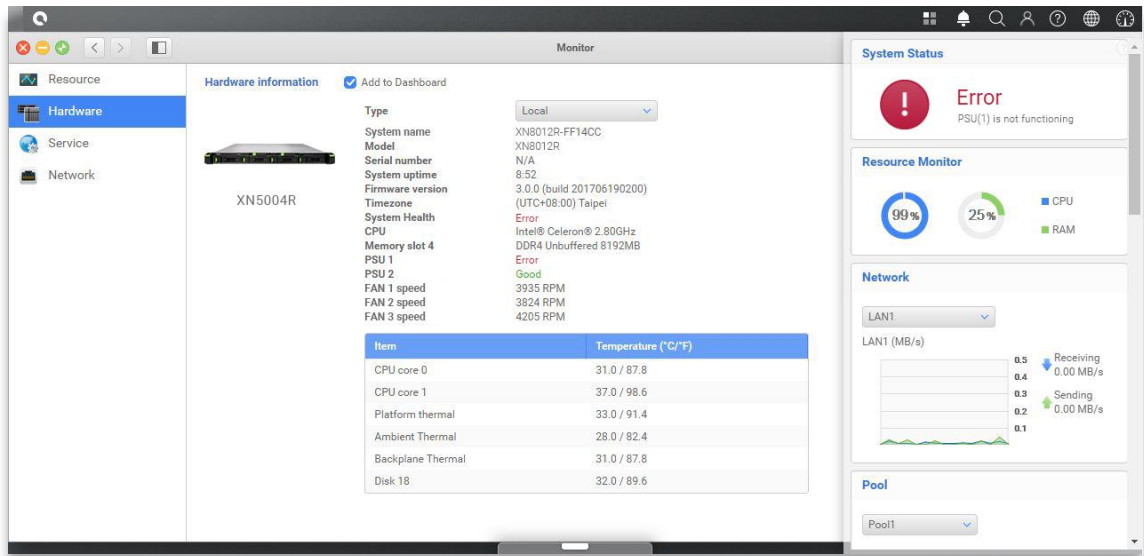 Monitor
Resource
Hardware
Service
Network
Hardware information
Add to Dashboard
XN5004R
Type Local
System name XN8012R-FF14CC
Model XN8012R
Serial number N/A
System uptime 8:52
Firmware version 3.0.0 (build 201706190200)
Timezone (UTC+08:00) Taipei
System Health Error
CPU Intel® Celeron® 2.80GHz
Memory slot 4 DDR4 Unbuffered 8192MB
PSU 1 Error
PSU 2 Good
FAN 1 speed 3935 RPM
FAN 2 speed 3824 RPM
FAN 3 speed 4205 RPM
Item Temperature (°C/°F)
CPU core 0 31.0 / 87.8
CPU core 1 37.0 / 98.6
Platform thermal 33.0 / 91.4
Ambient Thermal 28.0 / 82.4
Backplane Thermal 31.0 / 87.8
Disk 18 32.0 / 89.6
System Status
Error
PSU(1) is not functioning
Resource Monitor
99%
25%
CPU
RAM
Network
LAN1
LAN1 (MB/s)
0.5
0.4
0.3
0.2
0.1
Receiving
0.00 MB/s
Sending
0.00 MB/s
Pool
Pool1